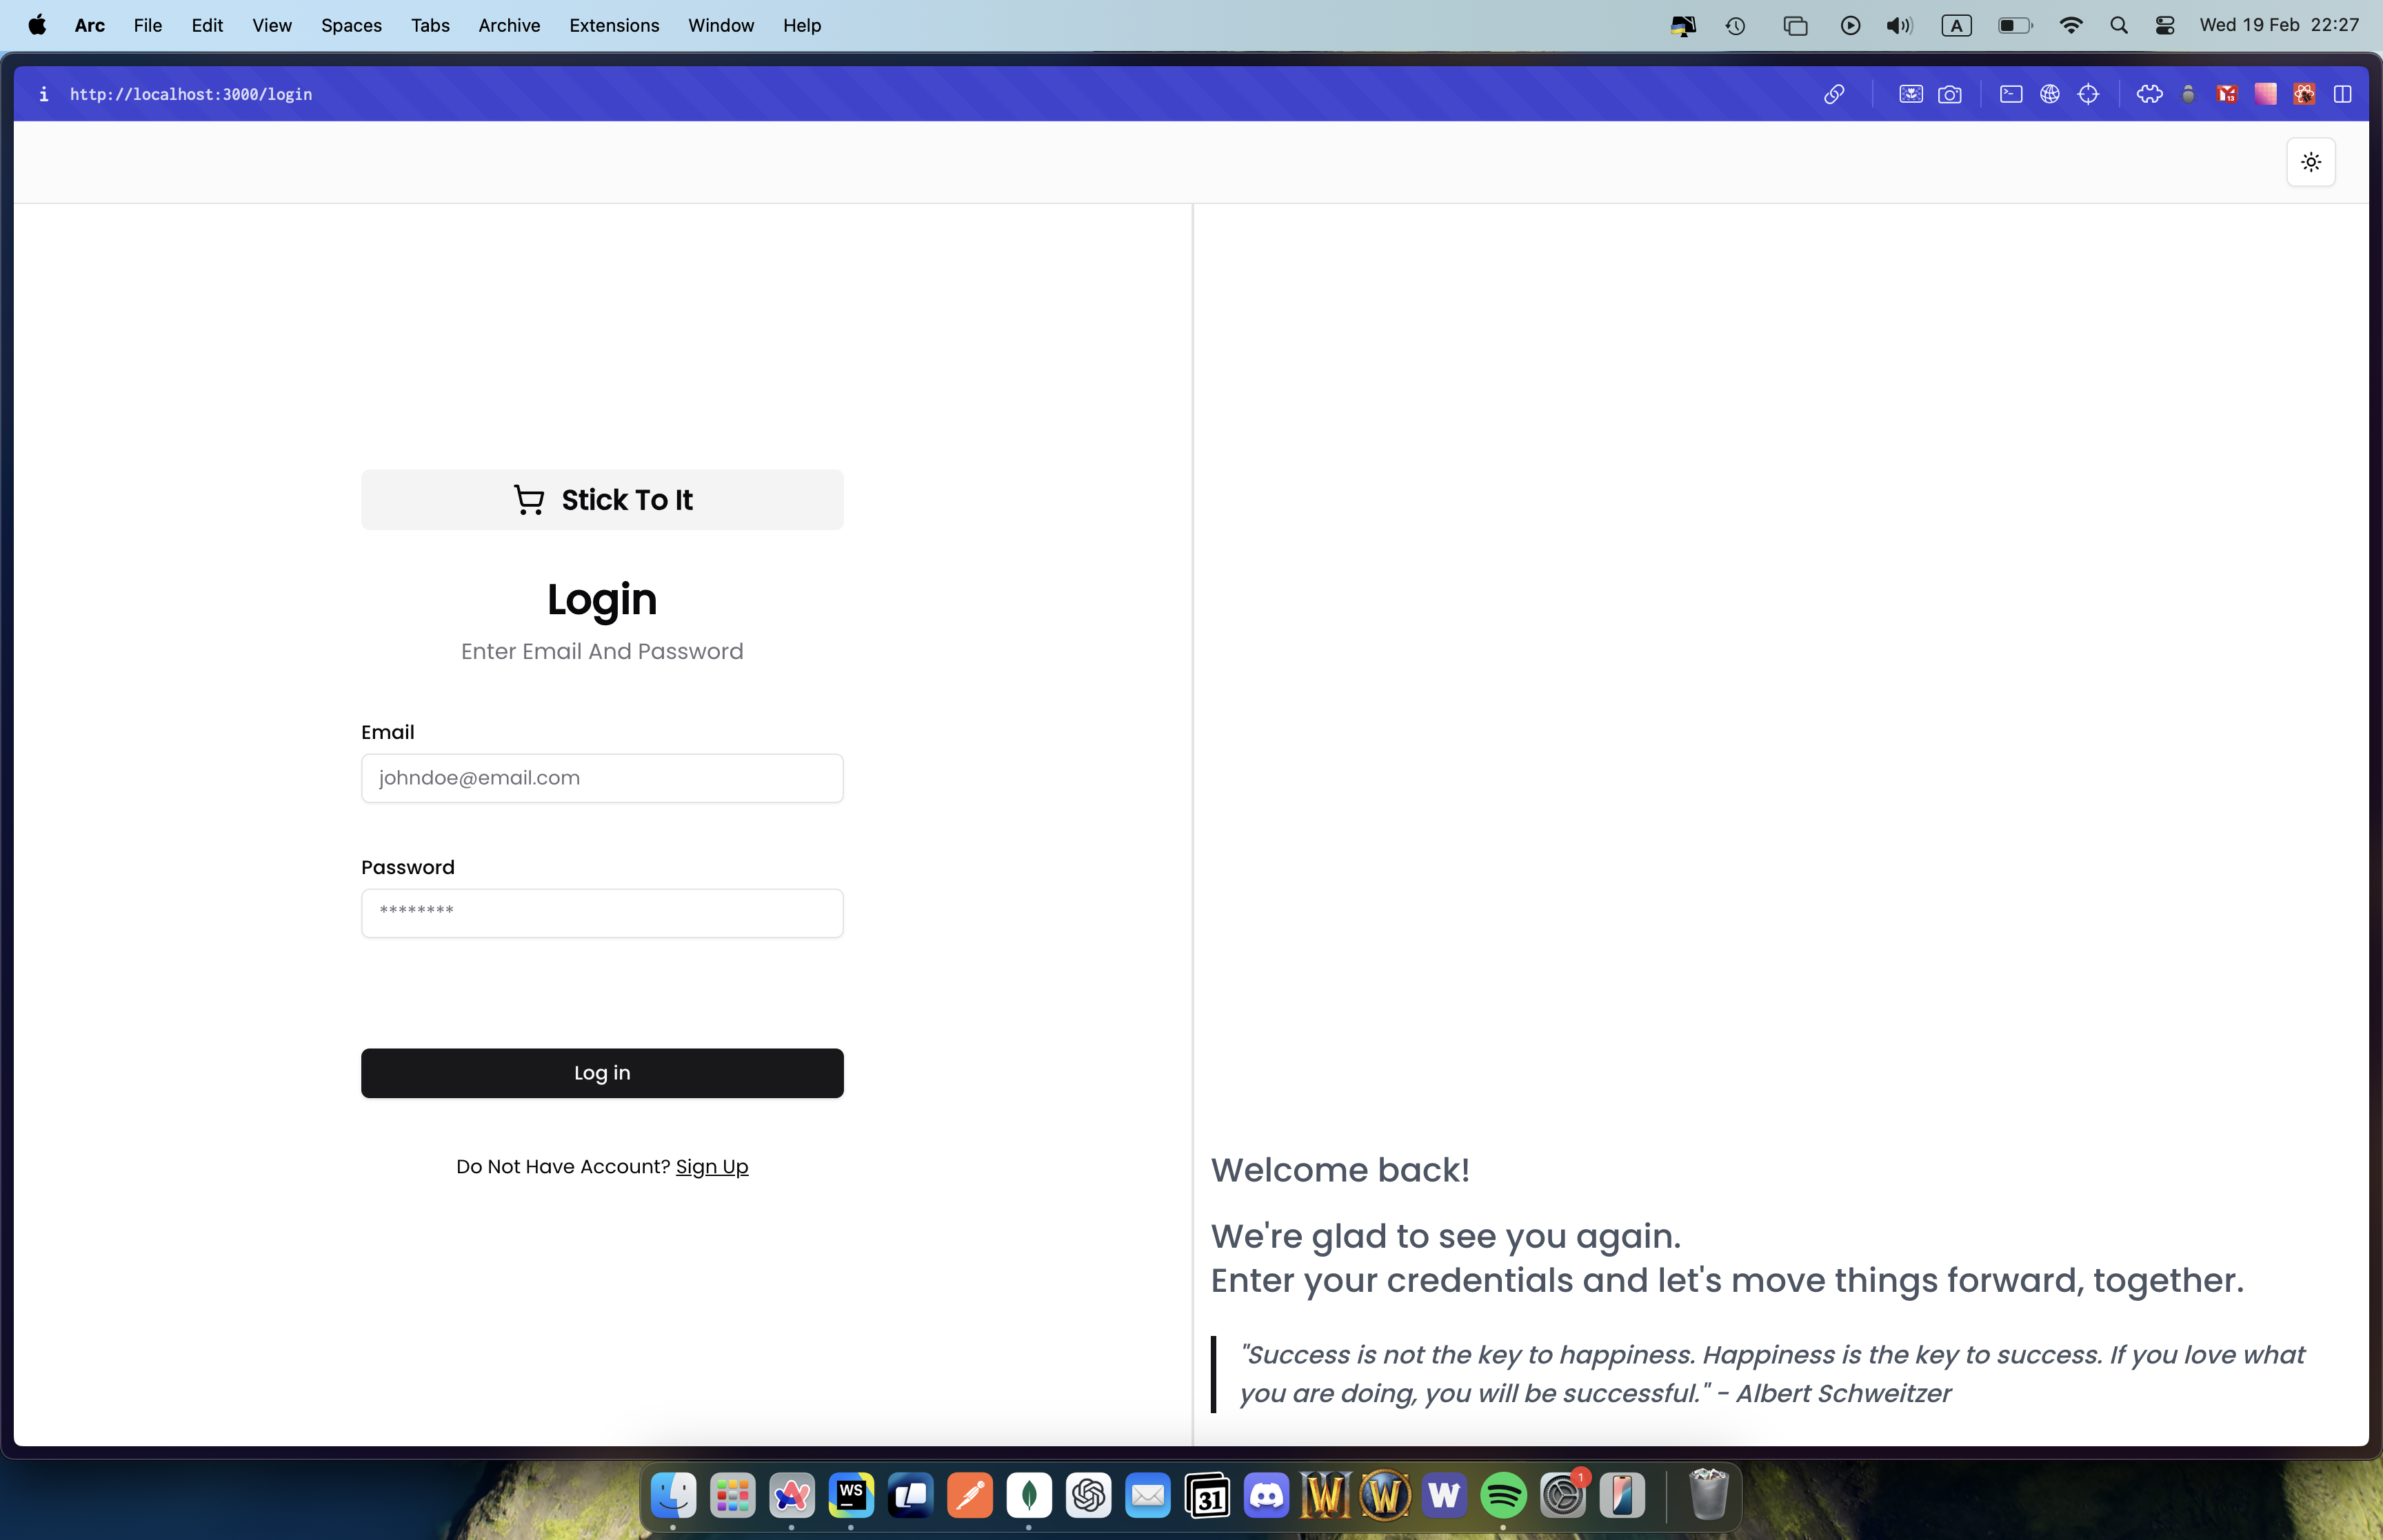 Arc File Edit View Spaces Tabs Archive Extensions Window Help A Wed 19 Feb 22:27
http://localhost:3000/login 13
Stick To It
Login
Enter Email And Password
Email
johndoe@email.com
Password
********
Log in
Do Not Have Account? Sign Up
Welcome back!
We're glad to see you again.
Enter your credentials and let's move things forward, together.
"Success is not the key to happiness. Happiness is the key to success. If you love what
you are doing, you will be successful." - Albert Schweitzer
WS 31 W W W 1